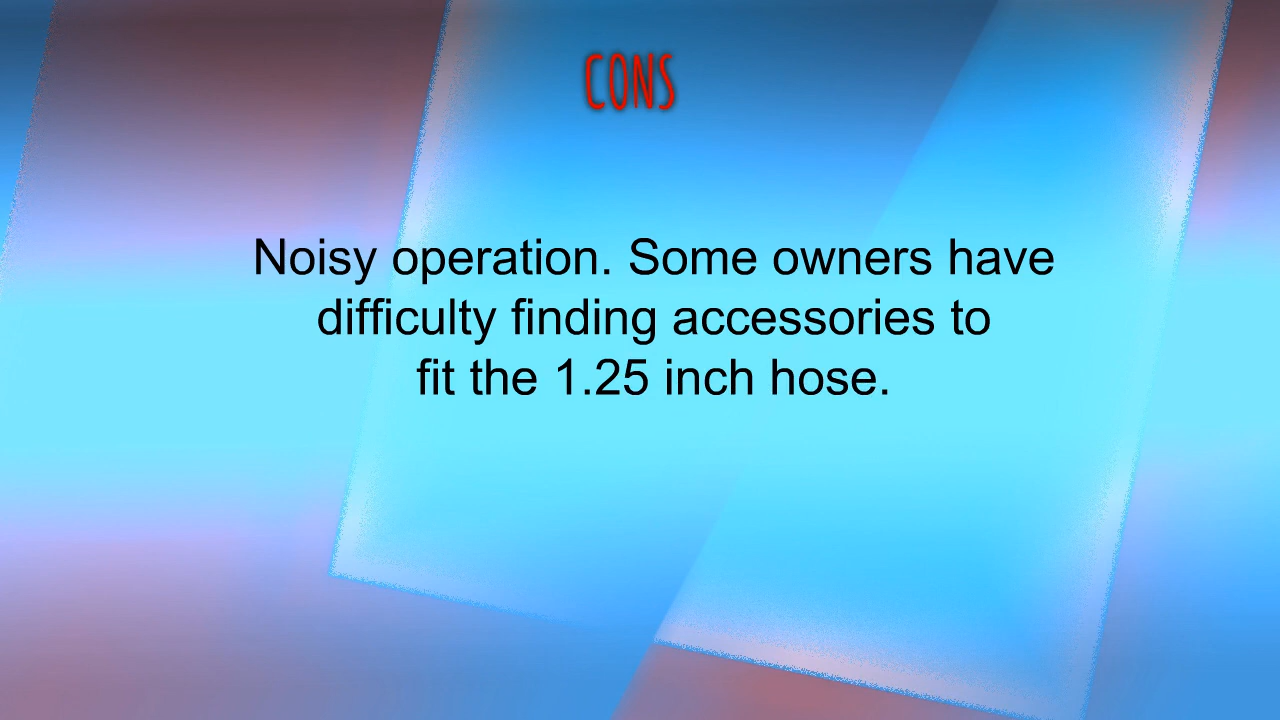 CONS
Noisy operation. Some owners have
difficulty finding accessories to
fit the 1.25 inch hose.